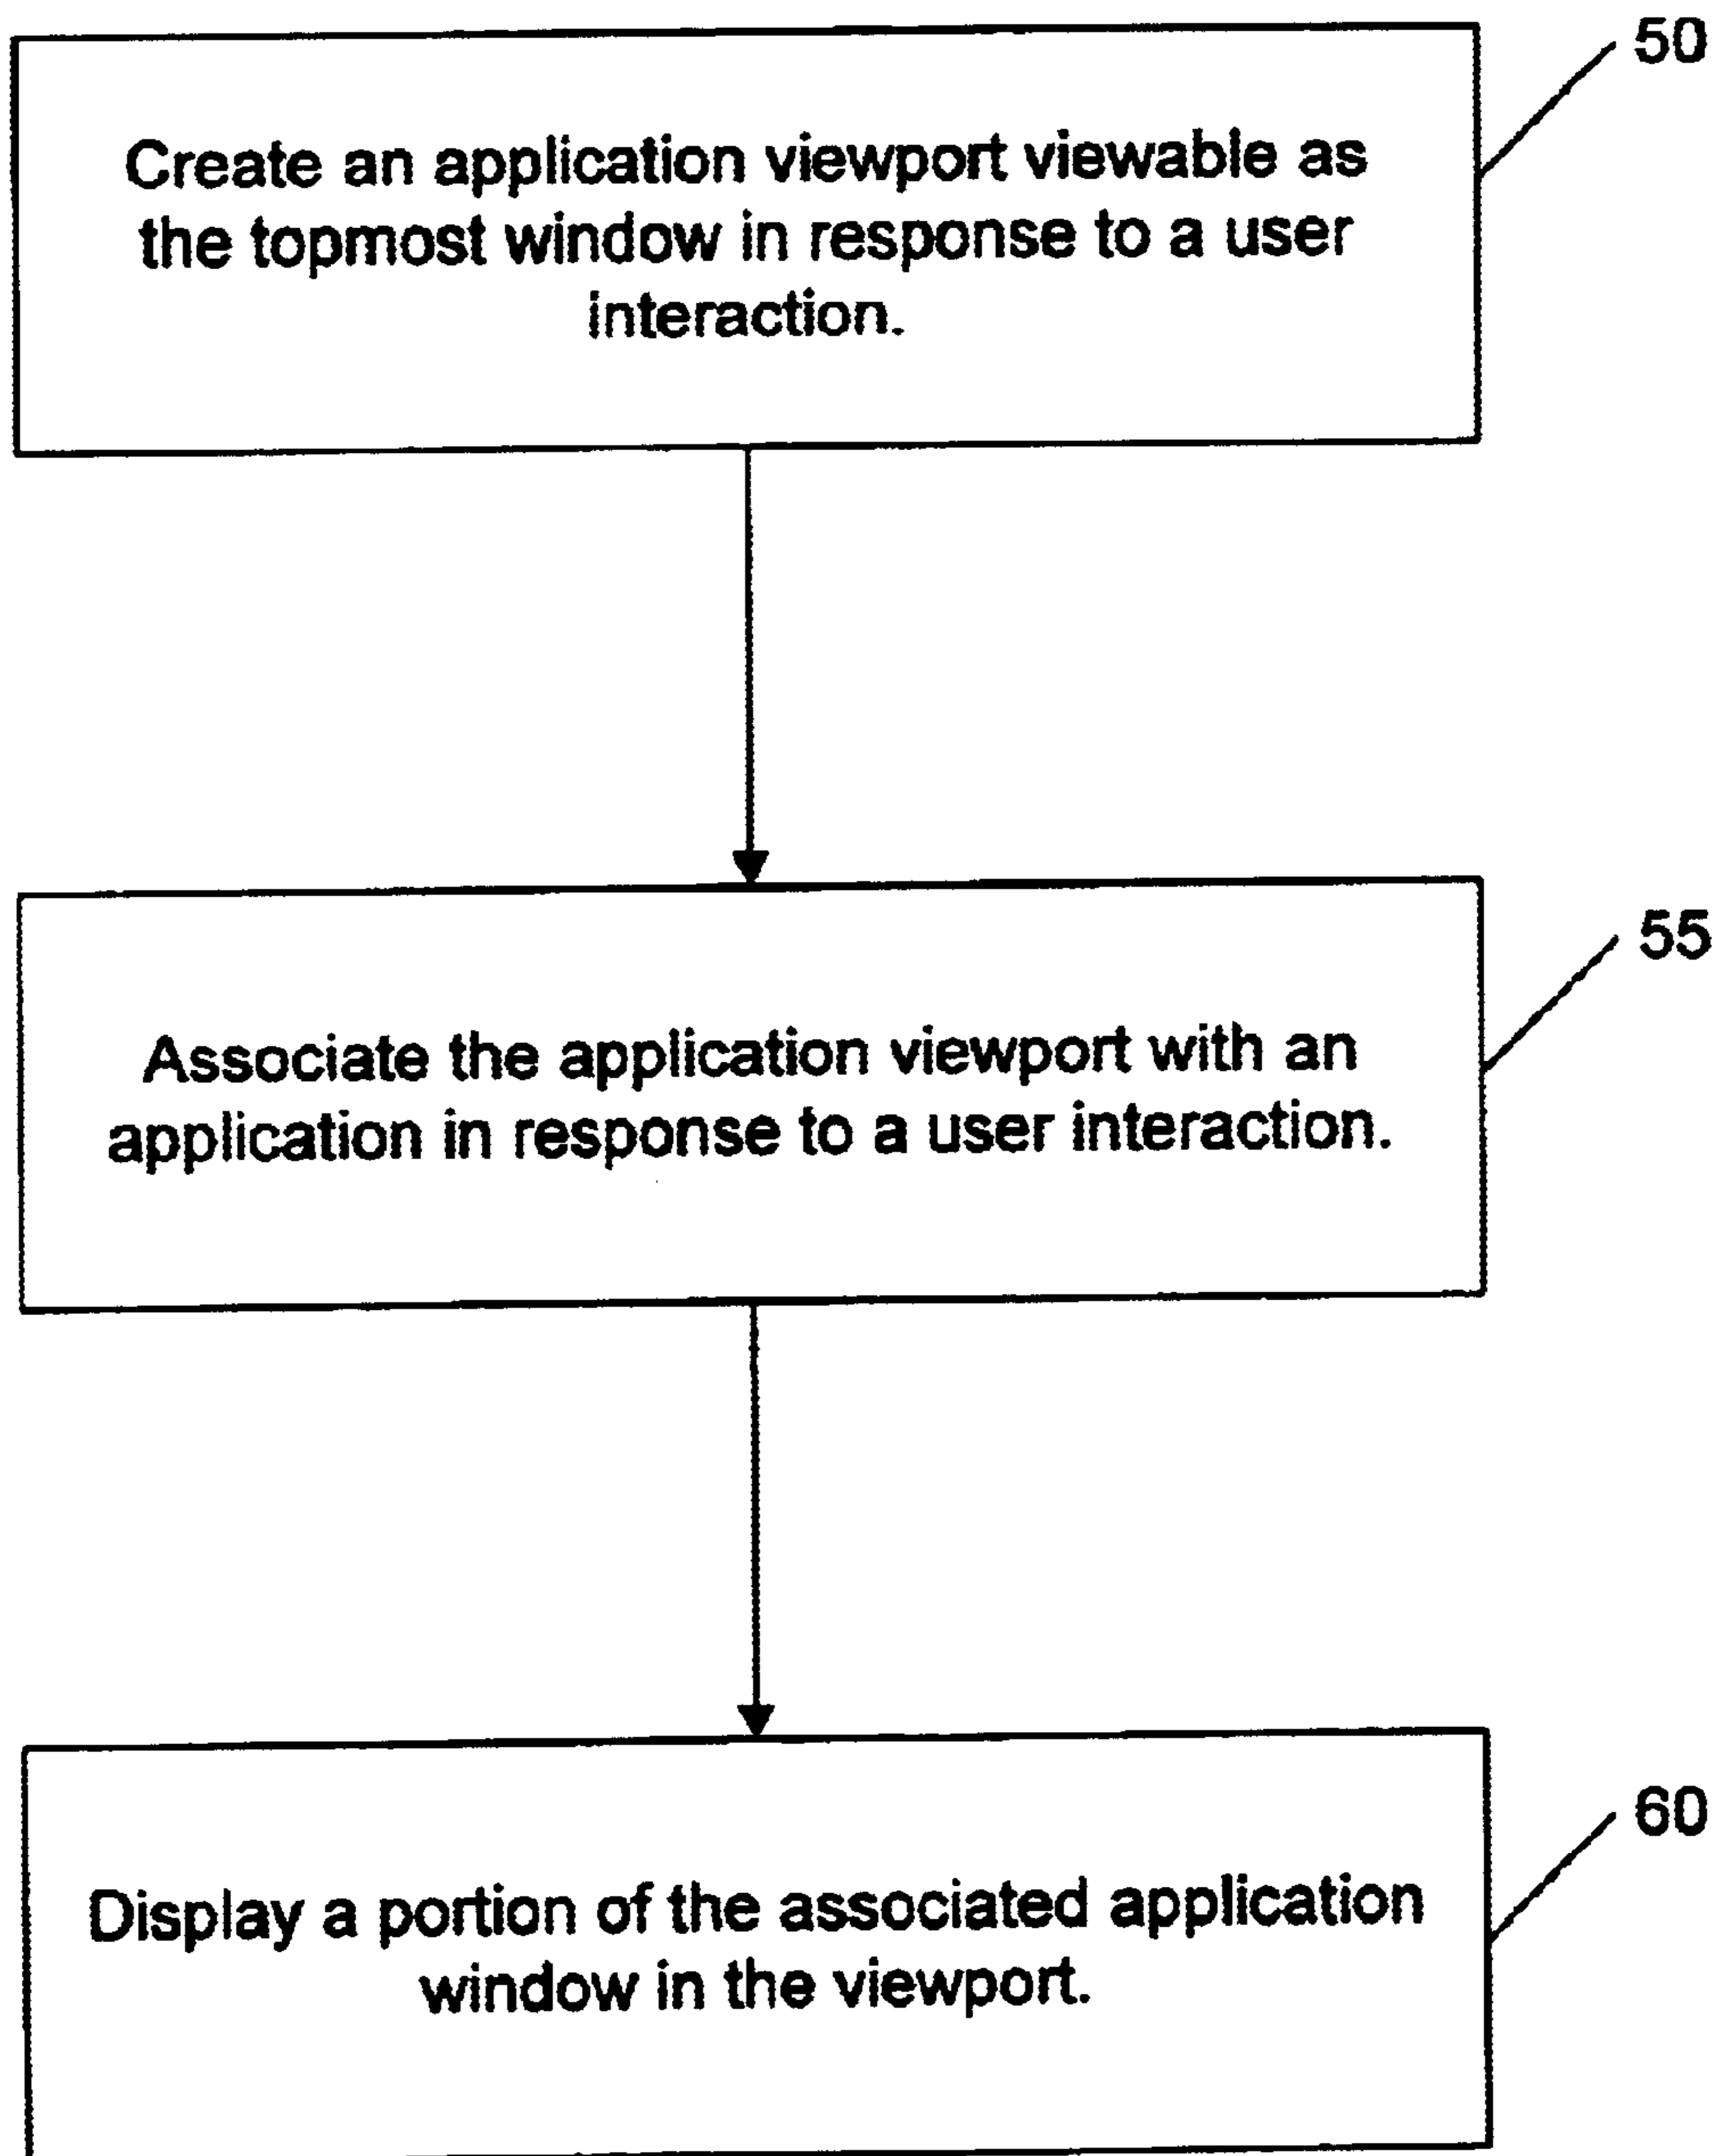 50
Create an application viewport viewable as
the topmost window in response to a user
interaction.
55
Associate the application viewport with an
application in response to a user interaction.
60
Display a portion of the associated application
window in the viewport.